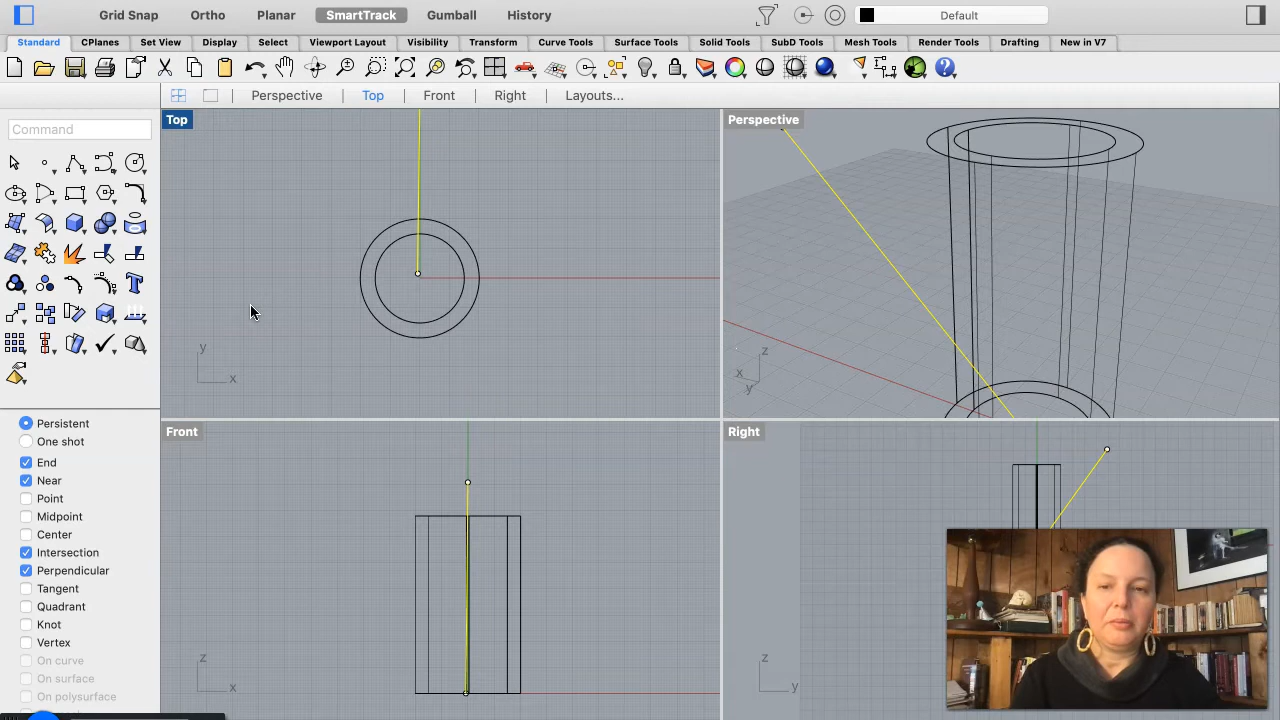 Grid Snap Ortho Planar SmartTrack Gumball History Default
Standard CPlanes Set View Display Select Viewport Layout Visibility Transform Curve Tools Surface Tools Solid Tools SubD Tools Mesh Tools Render Tools Drafting New in V7
Perspective Top Front Right Layouts...
Top
Perspective
Command
y
x
z
x
y
Front
Right
z
x
z
y
Persistent
One shot
End
Near
Point
Midpoint
Center
Intersection
Perpendicular
Tangent
Quadrant
Knot
Vertex
On curve
On surface
On polysurface